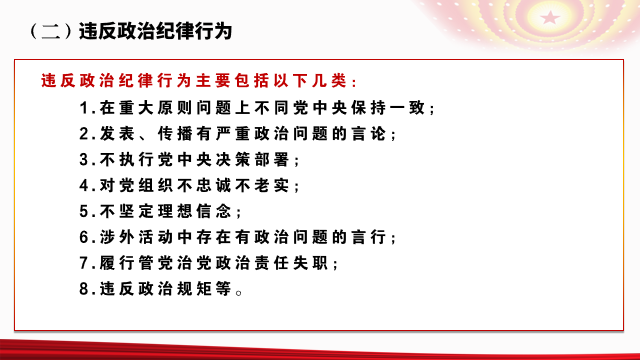 （二）违反政治纪律行为
违反政治纪律行为主要包括以下几类：
1.在重大原则问题上不同党中央保持一致；
2.发表、传播有严重政治问题的言论；
3.不执行党中央决策部署；
4.对党组织不忠诚不老实；
5.不坚定理想信念；
6.涉外活动中存在有政治问题的言行；
7.履行管党治党政治责任失职；
8.违反政治规矩等。